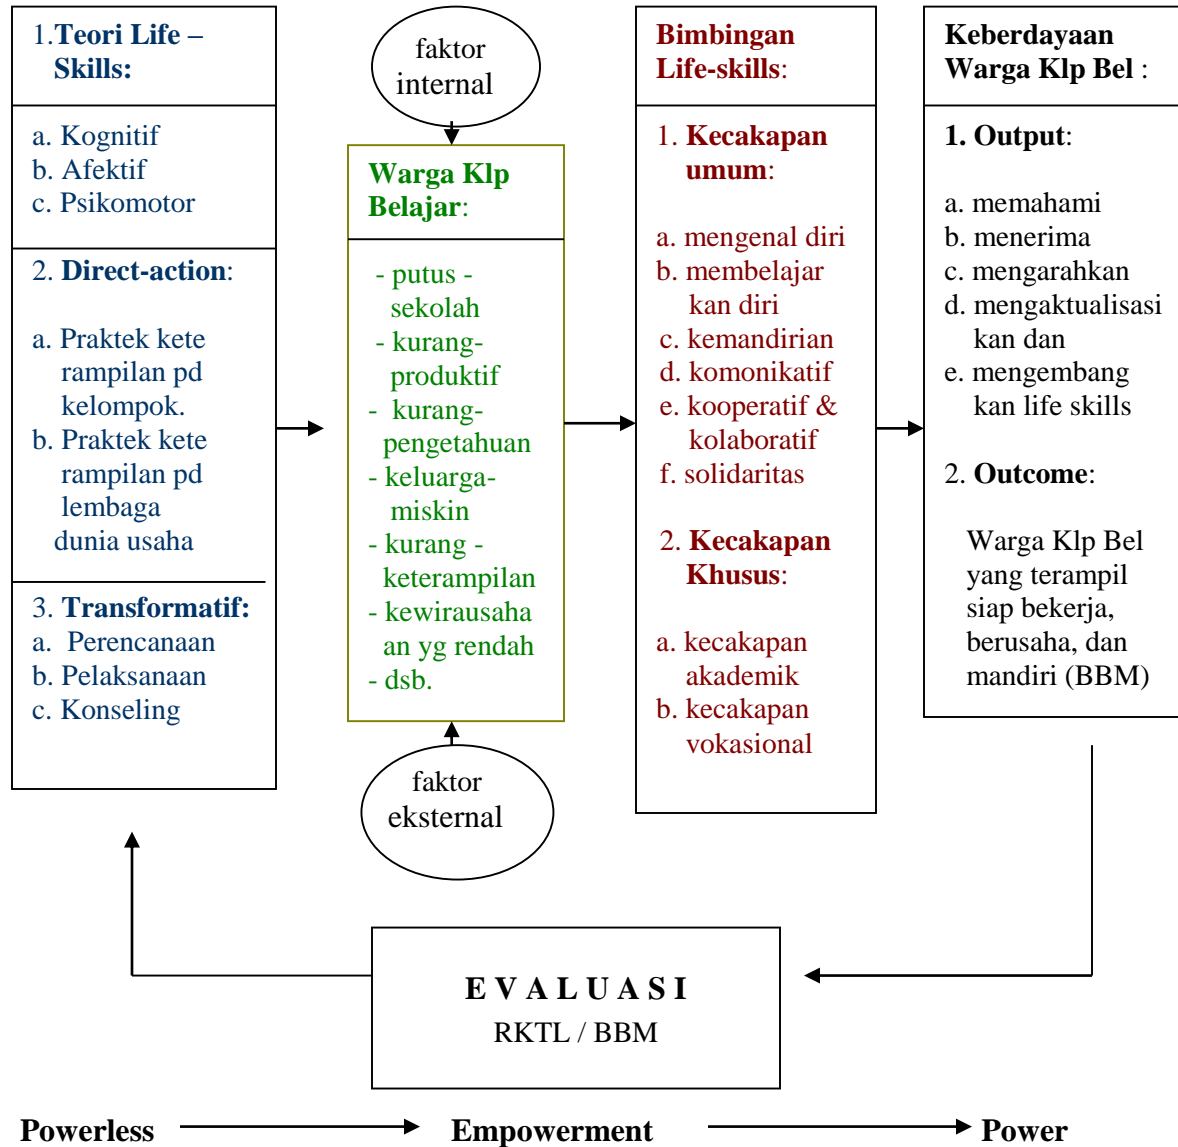 1.Teori Life –
Skills:
a. Kognitif
b. Afektif
c. Psikomotor
2. Direct-action:
a. Praktek kete
rampilan pd
kelompok.
b. Praktek kete
rampilan pd
lembaga
dunia usaha
3. Transformatif:
a. Perencanaan
b. Pelaksanaan
c. Konseling
faktor
internal
Warga Klp
Belajar:
- putus -
sekolah
- kurang-
produktif
- kurang-
pengetahuan
- keluarga-
miskin
- kurang -
keterampilan
- kewirausaha
an yg rendah
- dsb.
faktor
eksternal
Bimbingan
Life-skills:
1. Kecakapan
umum:
a. mengenal diri
b. membelajar
kan diri
c. kemandirian
d. komonikatif
e. kooperatif &
kolaboratif
f. solidaritas
2. Kecakapan
Khusus:
a. kecakapan
akademik
b. kecakapan
vokasional
Keberdayaan
Warga Klp Bel :
1. Output:
a. memahami
b. menerima
c. mengarahkan
d. mengaktualisasi
kan dan
e. mengembang
kan life skills
2. Outcome:
Warga Klp Bel
yang terampil
siap bekerja,
berusaha, dan
mandiri (BBM)
E V A L U A S I
RKTL / BBM
Powerless Empowerment Power